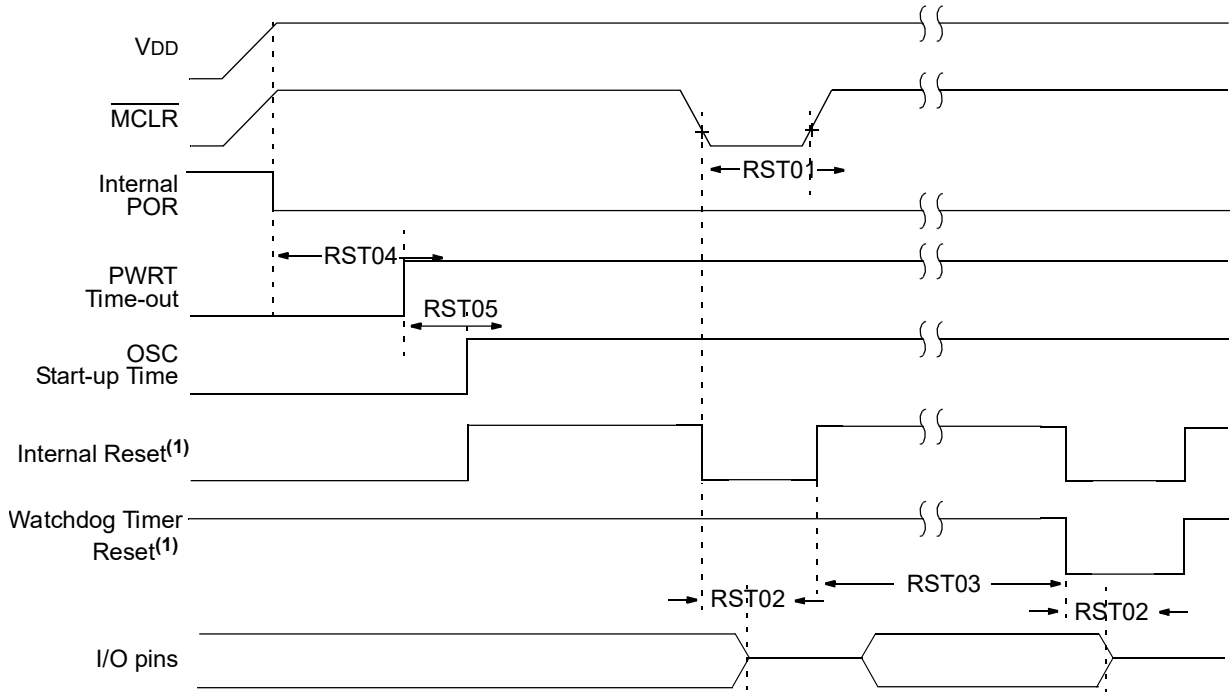 VDD
MCLR
RST01
Internal
POR
RST04
PWRT
Time-out
RST05
OSC
Start-up Time
Internal Reset(1)
Watchdog Timer
Reset(1)
RST03
RST02
RST02
I/O pins